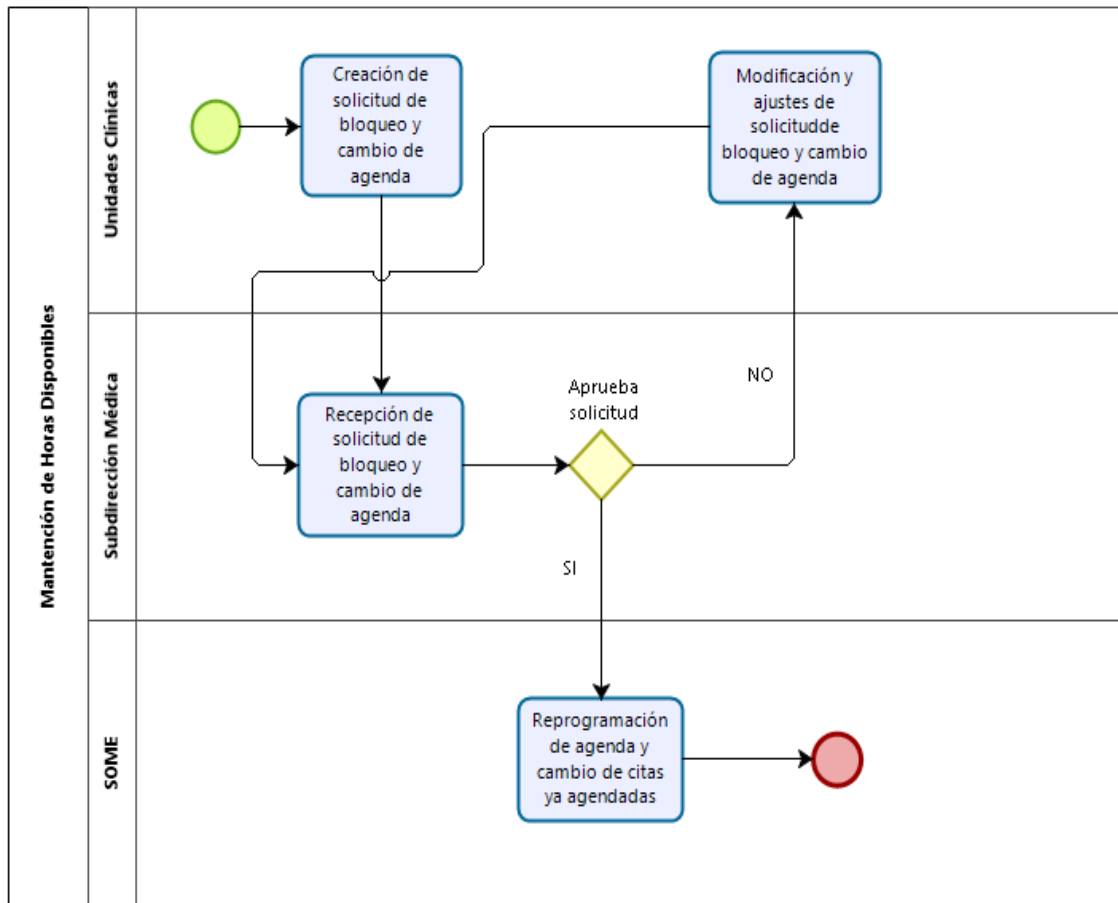 Mantención de Horas Disponibles
Unidades Clínicas
Creación de
solicitud de
bloqueo y
cambio de
agenda
Modificación y
ajustes de
solicitudde
bloqueo y cambio
de agenda
Subdirección Médica
Recepción de
solicitud de
bloqueo y
cambio de
agenda
Aprueba
solicitud
NO
SI
SOME
Reprogramación
de agenda y
cambio de citas
ya agendadas